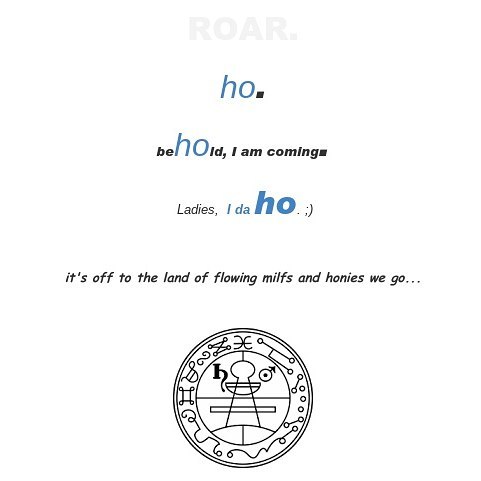 ROAR.
ho.
behold, I am coming.
Ladies, I da ho. ;)
it's off to the land of flowing milfs and honies we go...